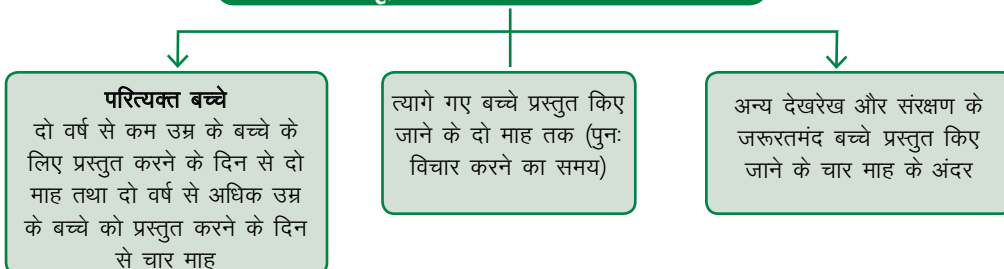 परित्यक्त बच्चे
दो वर्ष से कम उम्र के बच्चे के
लिए प्रस्तुत करने के दिन से दो
माह तथा दो वर्ष से अधिक उम्र
के बच्चे को प्रस्तुत करने के दिन
से चार माह
त्यागे गए बच्चे प्रस्तुत किए
जाने के दो माह तक (पुनः
विचार करने का समय)
अन्य देखरेख और संरक्षण के
जरूरतमंद बच्चे प्रस्तुत किए
जाने के चार माह के अंदर